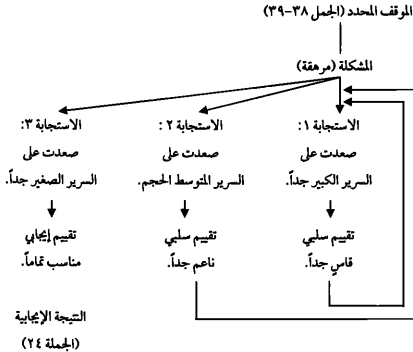 الموقف المحدد (الجمل ٣٨-٣٩)
المشكلة (مرهقة)
الاستجابة ١:
صعدت على
السرير الكبير جداً.
تقييم سلبي
قاسٍ جداً.
الاستجابة ٢:
صعدت على
السرير المتوسط الحجم.
تقييم سلبي
ناعم جداً.
الاستجابة ٣:
صعدت على
السرير الصغير جداً.
تقييم إيجابي
مناسب تماماً.
النتيجة الإيجابية
(الجملة ٢٤)